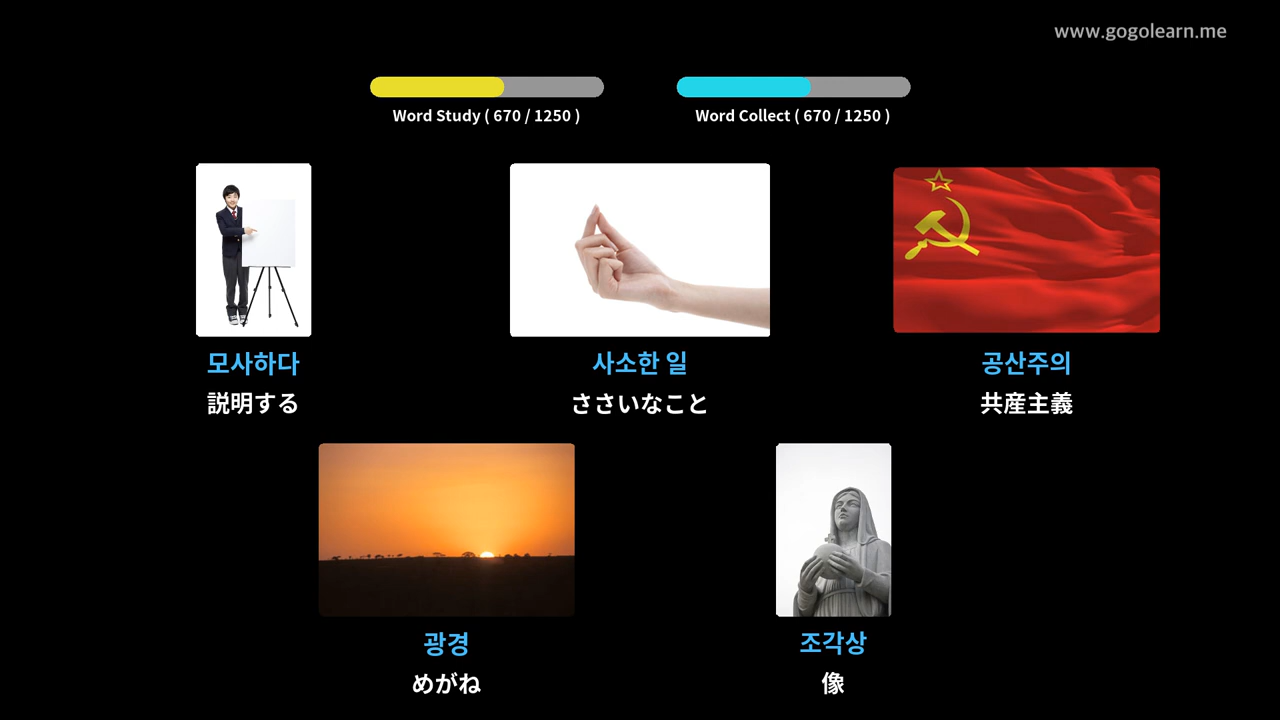 www.gogolearn.me
Word Study ( 670 / 1250 )
Word Collect ( 670 / 1250 )
모사하다
説明する
사소한 일
ささいなこと
공산주의
共産主義
광경
めがね
조각상
像